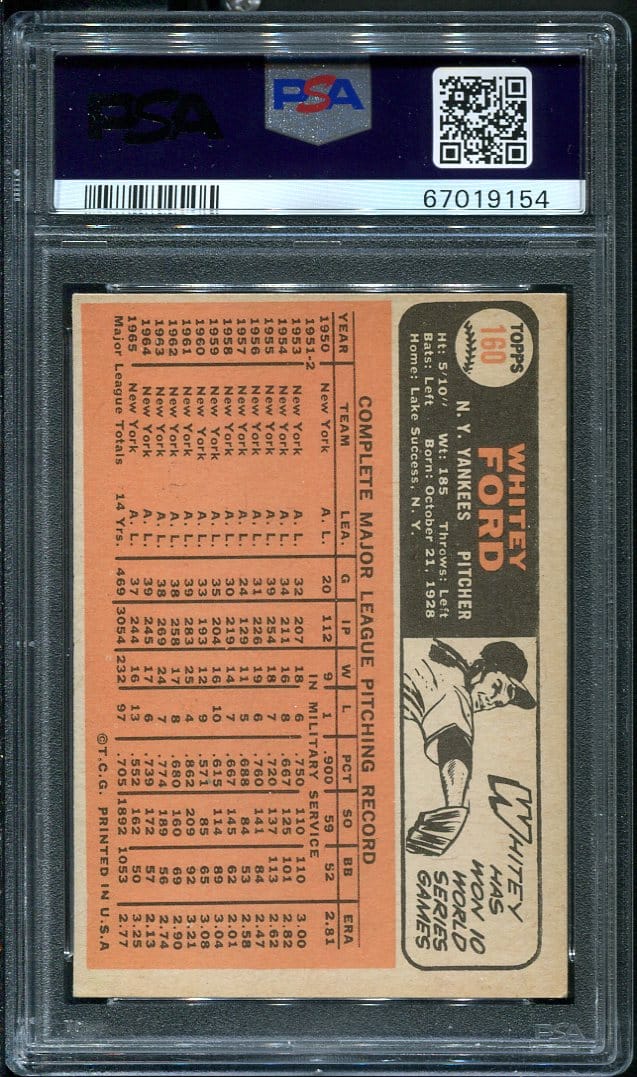 PSA
PSA
67019154
TOPPS
160
WHITEY
FORD
N. Y. YANKEES PITCHER
Ht: 5/10" Wt: 185 Throws: Left
Bats: Left Born: October 21, 1928
Home: Lake Success, N. Y.
WHITEY
HAS
WON 10
WORLD
SERIES
GAMES
COMPLETE MAJOR LEAGUE PITCHING RECORD
YEAR TEAM LEA. G IP W L PCT SO BB ERA
1950 New York A. L. 20 112 9 1 .900 59 52 2.81
1951-2 IN MILITARY SERVICE
1953 New York A. L. 32 207 18 6 .750 110 110 3.00
1954 New York A. L. 34 211 16 8 .667 125 101 2.82
1955 New York A. L. 39 254 18 7 .720 137 113 2.62
1956 New York A. L. 31 226 19 6 .760 141 84 2.47
1957 New York A. L. 24 129 11 5 .688 84 53 2.58
1958 New York A. L. 30 219 14 7 .667 145 62 2.01
1959 New York A. L. 35 204 16 10 .615 114 89 3.04
1960 New York A. L. 33 193 12 9 .571 85 65 3.08
1961 New York A. L. 39 283 25 4 .862 209 92 3.21
1962 New York A. L. 38 258 17 8 .680 160 69 2.90
1963 New York A. L. 38 269 24 7 .774 189 56 2.74
1964 New York A. L. 39 245 17 6 .739 172 57 2.13
1965 New York A. L. 37 244 16 13 .552 162 50 3.25
Major League Totals 14 Yrs. 469 3054 232 97 .705 1892 1053 2.77
©T.C.G. PRINTED IN U.S.A
PSA